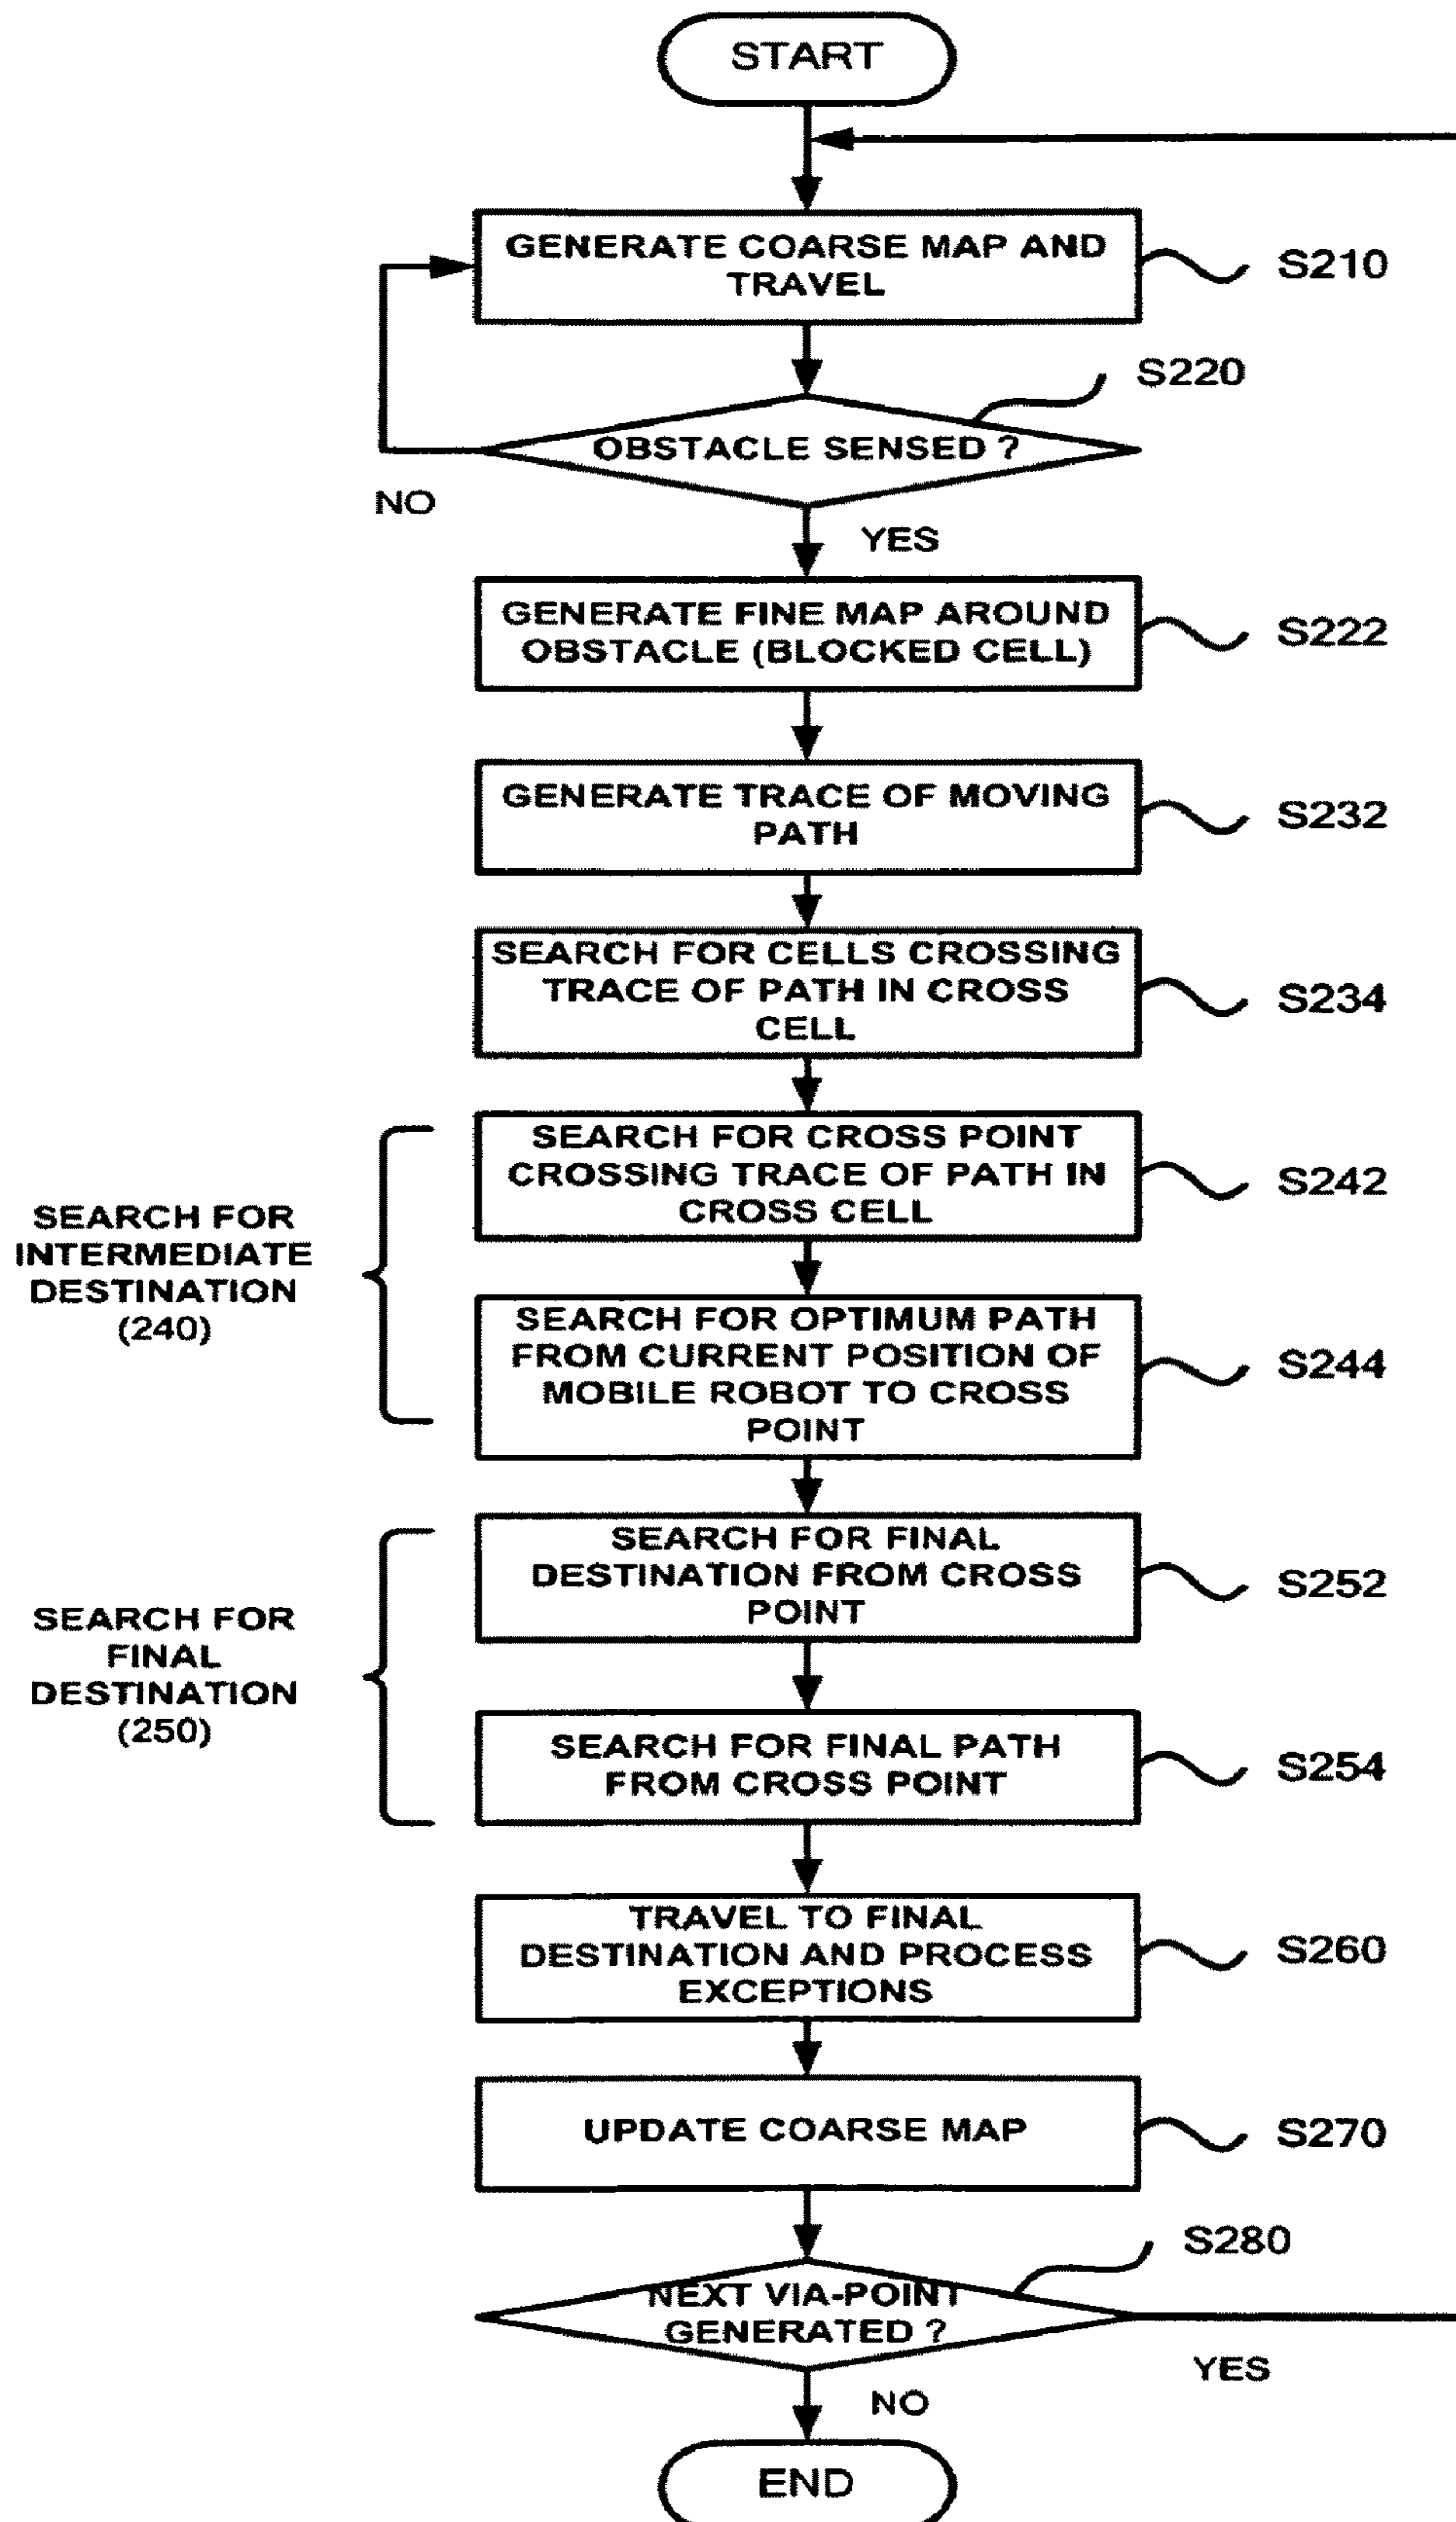 START
GENERATE COARSE MAP AND
TRAVEL
S210
S220
OBSTACLE SENSED ?
NO
YES
GENERATE FINE MAP AROUND
OBSTACLE (BLOCKED CELL)
S222
GENERATE TRACE OF MOVING
PATH
S232
SEARCH FOR CELLS CROSSING
TRACE OF PATH IN CROSS
CELL
S234
SEARCH FOR
INTERMEDIATE
DESTINATION
(240)
SEARCH FOR CROSS POINT
CROSSING TRACE OF PATH IN
CROSS CELL
S242
SEARCH FOR OPTIMUM PATH
FROM CURRENT POSITION OF
MOBILE ROBOT TO CROSS
POINT
S244
SEARCH FOR
FINAL
DESTINATION
(250)
SEARCH FOR FINAL
DESTINATION FROM CROSS
POINT
S252
SEARCH FOR FINAL PATH
FROM CROSS POINT
S254
TRAVEL TO FINAL
DESTINATION AND PROCESS
EXCEPTIONS
S260
UPDATE COARSE MAP
S270
S280
NEXT VIA-POINT
GENERATED ?
YES
NO
END